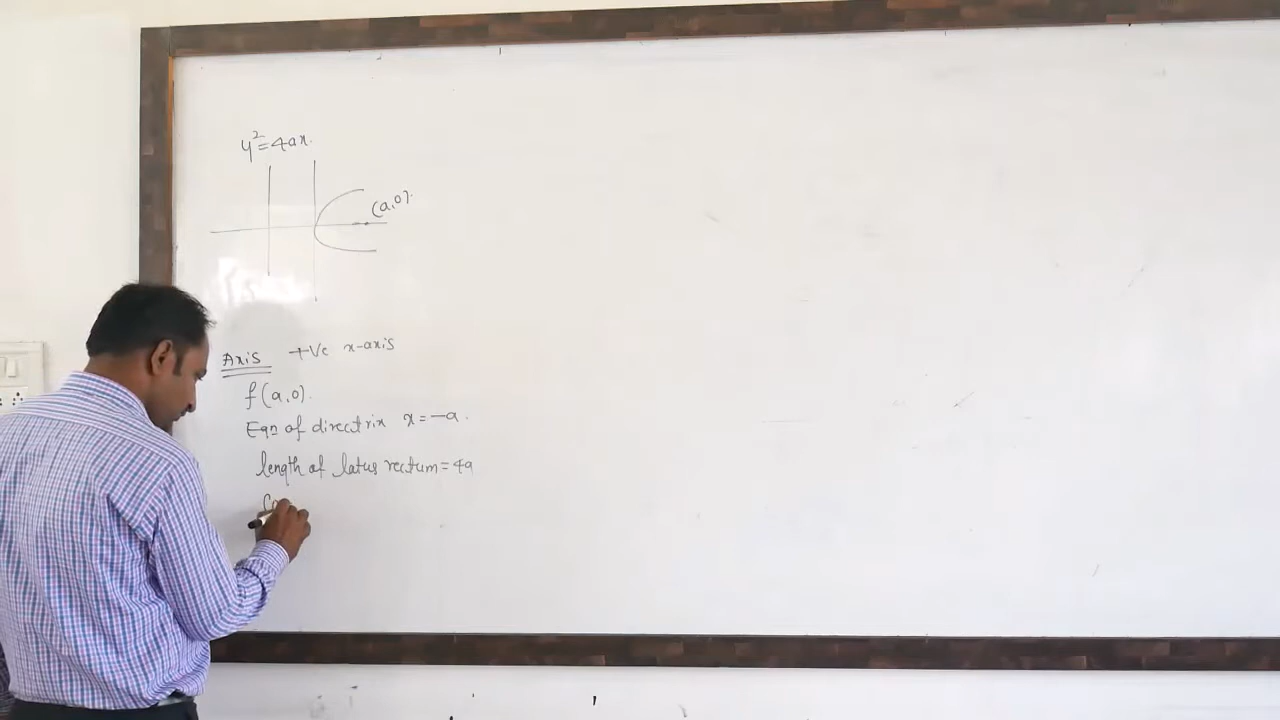 y²=4ax.
(a,0).
Axis +Ve x-axis
f(a,0).
Eqn of directrix x=-a.
length of latus rectum=4a